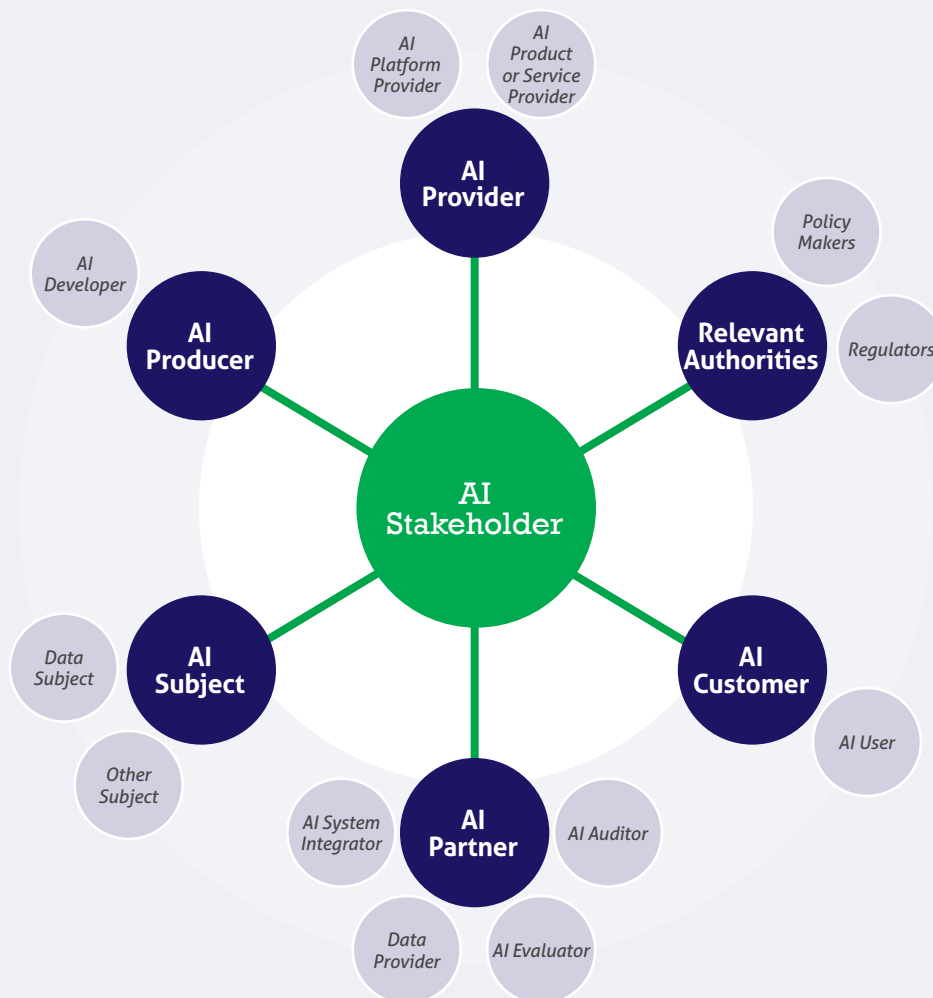 AI
Platform
Provider
AI
Product
or Service
Provider
AI
Provider
Policy
Makers
AI
Developer
AI
Producer
Relevant
Authorities
Regulators
AI
Stakeholder
Data
Subject
AI
Subject
AI
Customer
AI User
Other
Subject
AI System
Integrator
AI
Partner
AI Auditor
Data
Provider
AI Evaluator